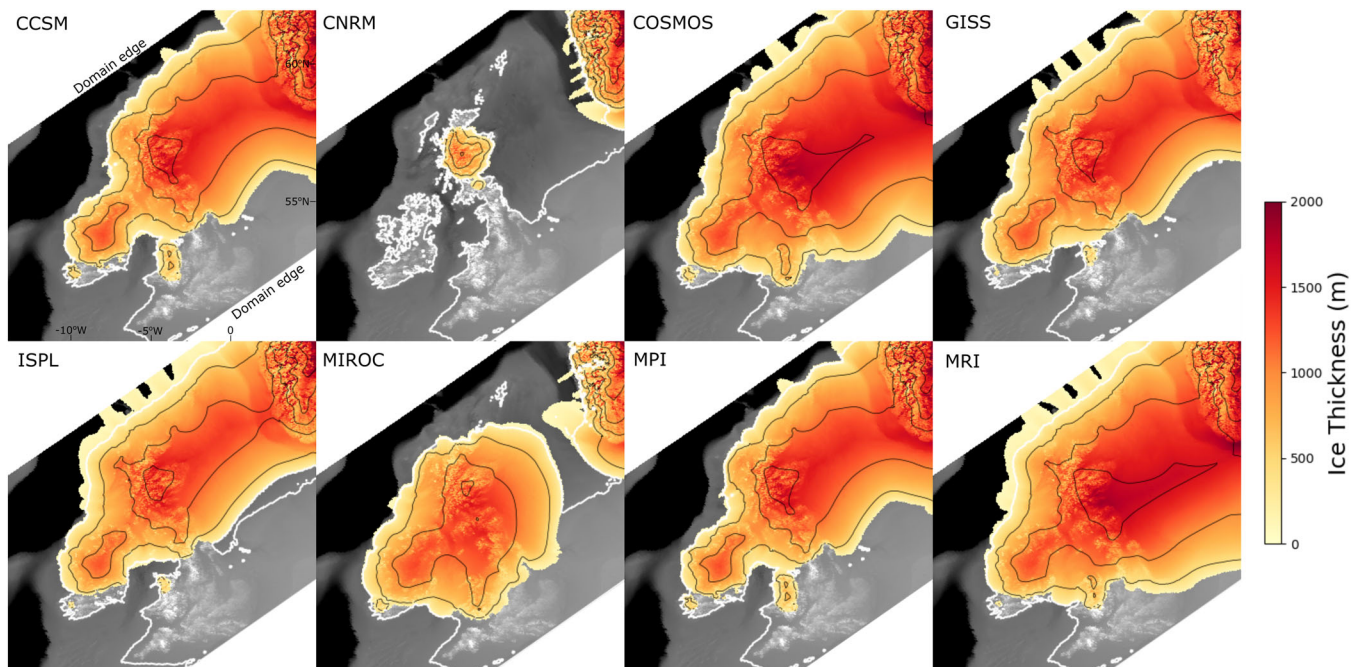 CCSM
CNRM
COSMOS
GISS
Domain edge
60°N
55°N
Domain edge
-10°W
-5°W
0
ISPL
MIROC
MPI
MRI
2000
1500
1000
500
0
Ice Thickness (m)